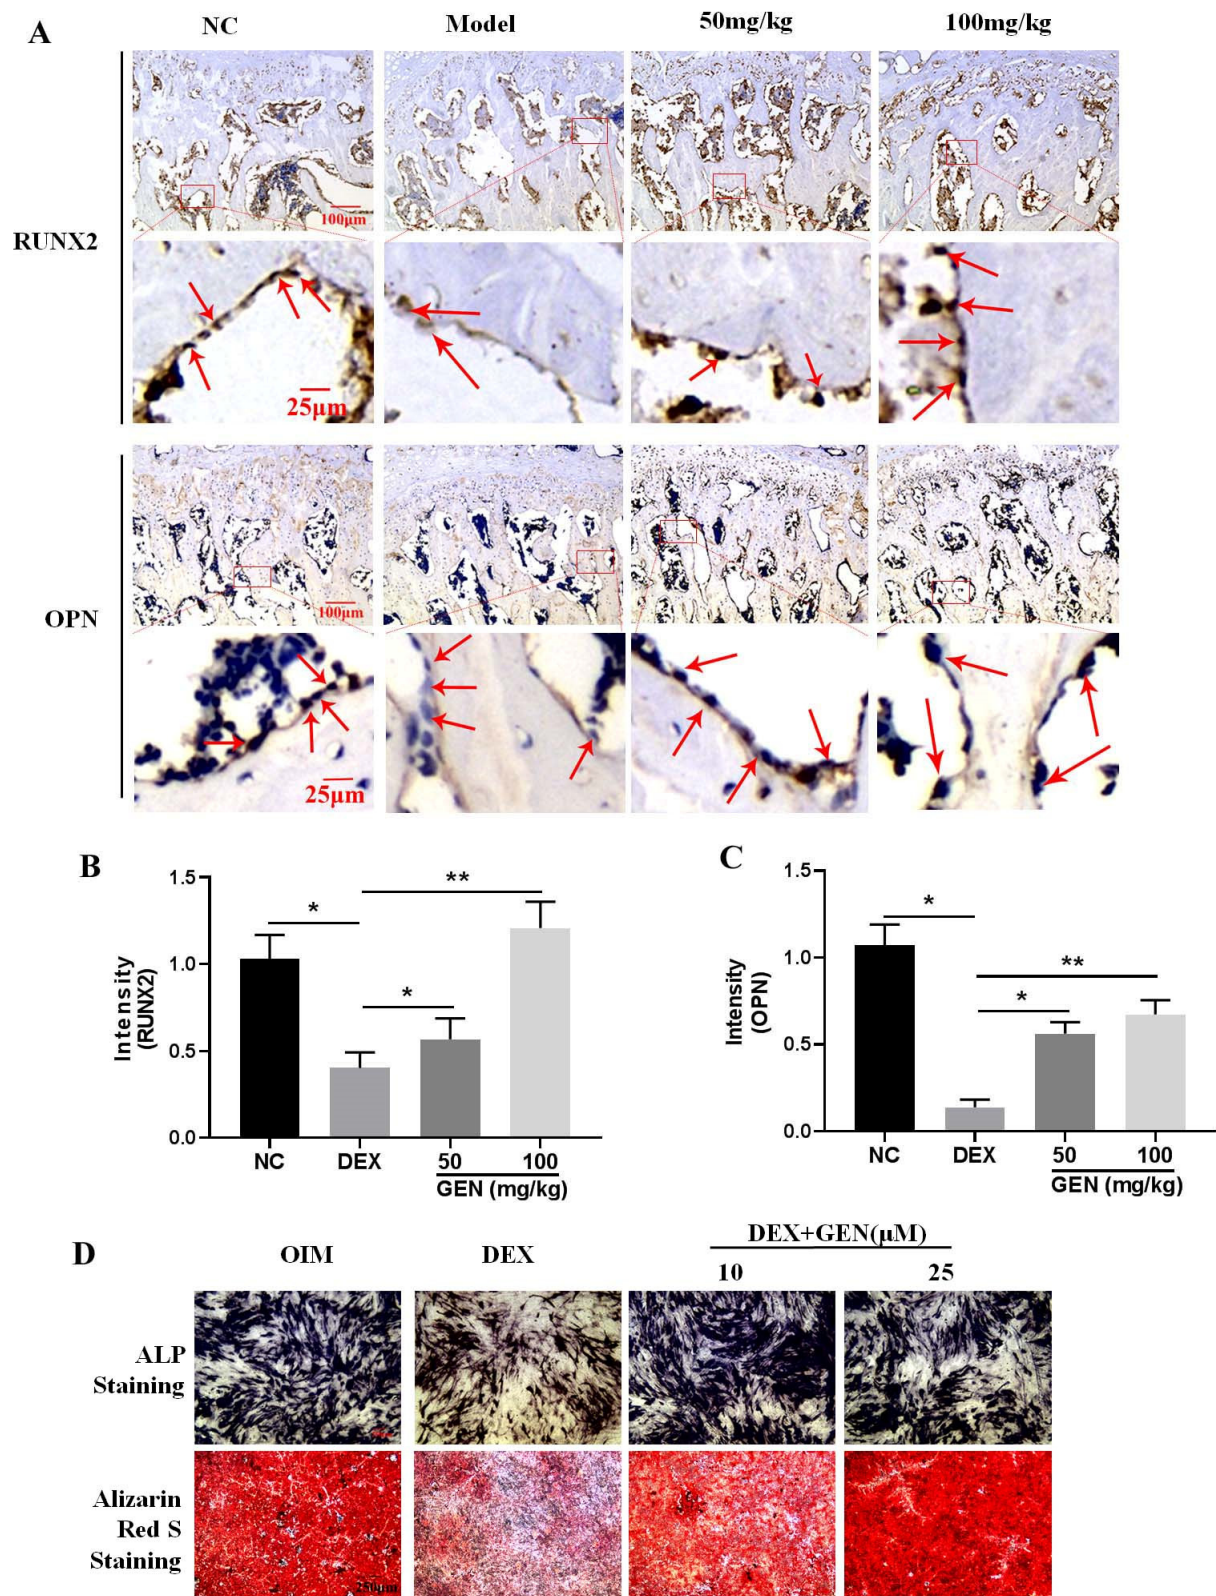 A
NC Model 50mg/kg 100mg/kg
100μm
RUNX2
25μm
100μm
OPN
25μm
B
Intensity
(RUNX2)
1.5
1.0
0.5
0.0
*
**
*
NC DEX 50 100
GEN (mg/kg)
C
Intensity
(OPN)
1.5
1.0
0.5
0.0
*
**
*
NC DEX 50 100
GEN (mg/kg)
D
OIM DEX DEX+GEN(μM)
10 25
ALP
Staining
Alizarin
Red S
Staining
250μm